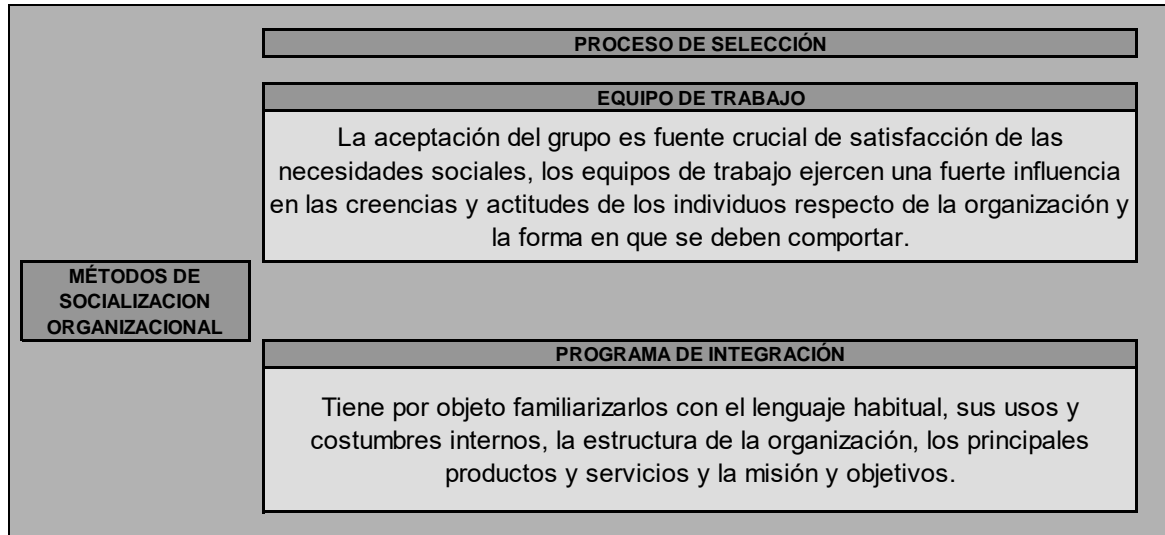 PROCESO DE SELECCIÓN
EQUIPO DE TRABAJO
La aceptación del grupo es fuente crucial de satisfacción de las
necesidades sociales, los equipos de trabajo ejercen una fuerte influencia
en las creencias y actitudes de los individuos respecto de la organización y
la forma en que se deben comportar.
MÉTODOS DE
SOCIALIZACION
ORGANIZACIONAL
PROGRAMA DE INTEGRACIÓN
Tiene por objeto familiarizarlos con el lenguaje habitual, sus usos y
costumbres internos, la estructura de la organización, los principales
productos y servicios y la misión y objetivos.